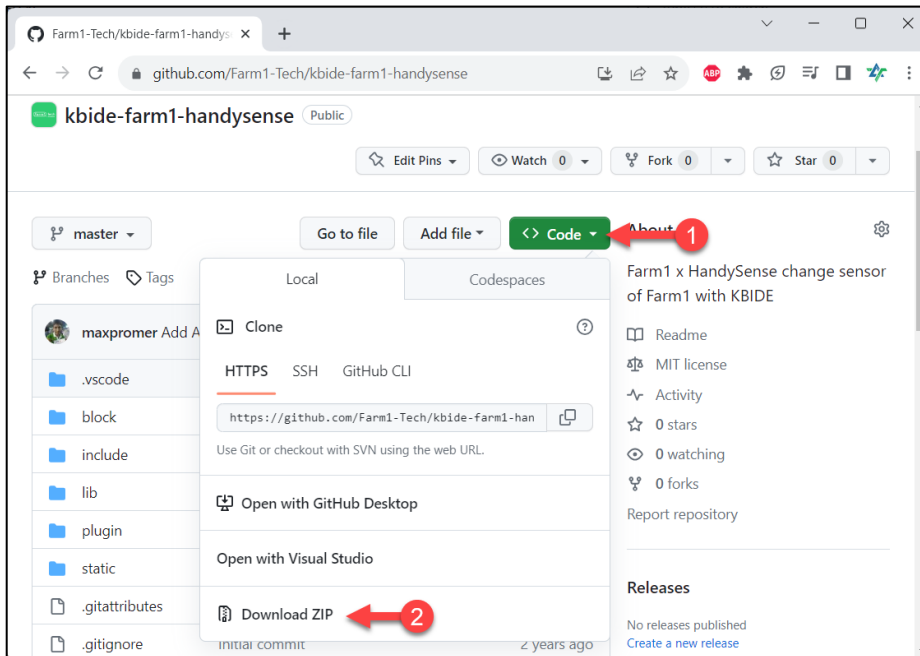 Farm1-Tech/kbide-farm1-handys
github.com/Farm1-Tech/kbide-farm1-handysense
ABP
kbide-farm1-handysense Public
Edit Pins Watch 0 Fork 0 Star 0
master Go to file Add file <> Code 1 About
Branches Tags
Local Codespaces
Farm1 x HandySense change sensor
of Farm1 with KBIDE
maxpromer Add A
Clone
HTTPS SSH GitHub CLI
https://github.com/Farm1-Tech/kbide-farm1-han
Use Git or checkout with SVN using the web URL.
Open with GitHub Desktop
Open with Visual Studio
Download ZIP 2
.vscode
block
include
lib
plugin
static
.gitattributes
.gitignore Initial commit 2 years ago
Readme
MIT license
Activity
0 stars
0 watching
0 forks
Report repository
Releases
No releases published
Create a new release